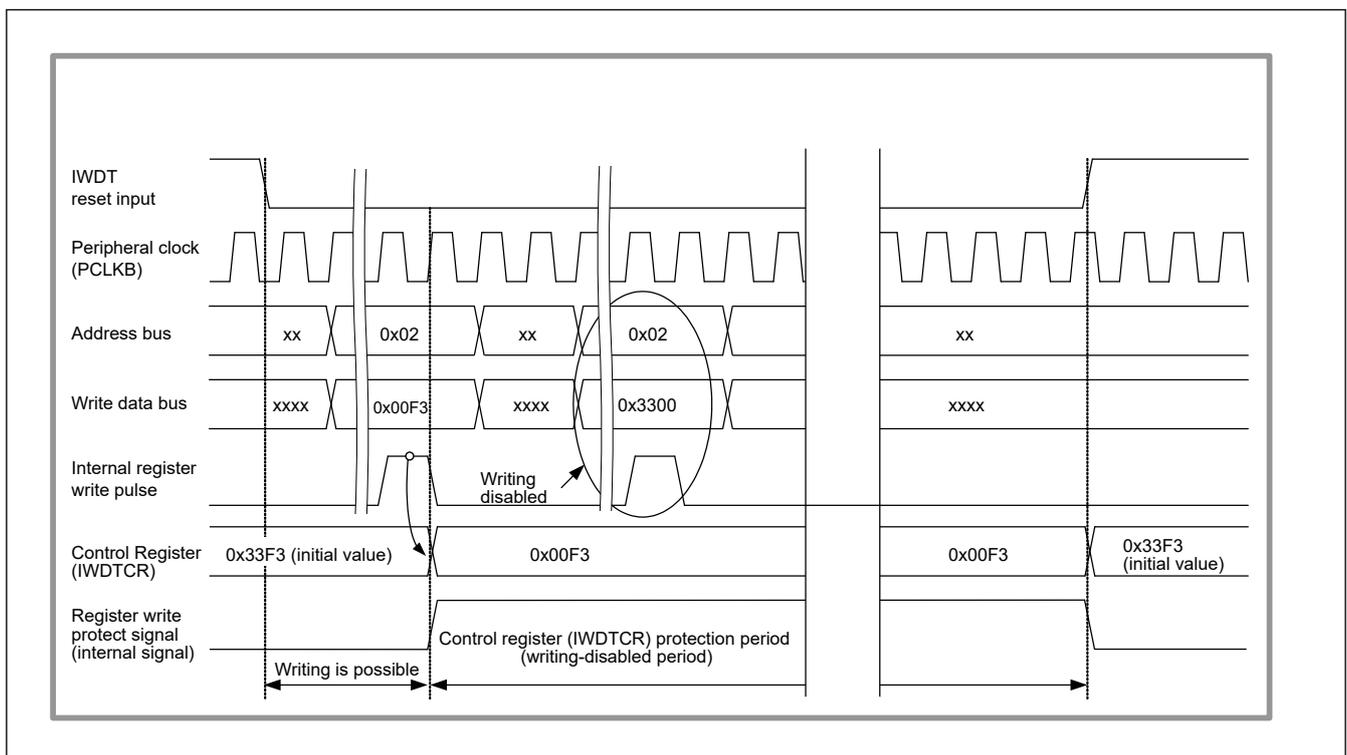 IWDT
reset input
Peripheral clock
(PCLKB)
Address bus
xx
0x02
xx
0x02
xx
Write data bus
xxxx
0x00F3
xxxx
0x3300
xxxx
Internal register
write pulse
Writing
disabled
Control Register
(IWDTCR)
0x33F3 (initial value)
0x00F3
0x00F3
0x33F3
(initial value)
Register write
protect signal
(internal signal)
Control register (IWDTCR) protection period
(writing-disabled period)
Writing is possible